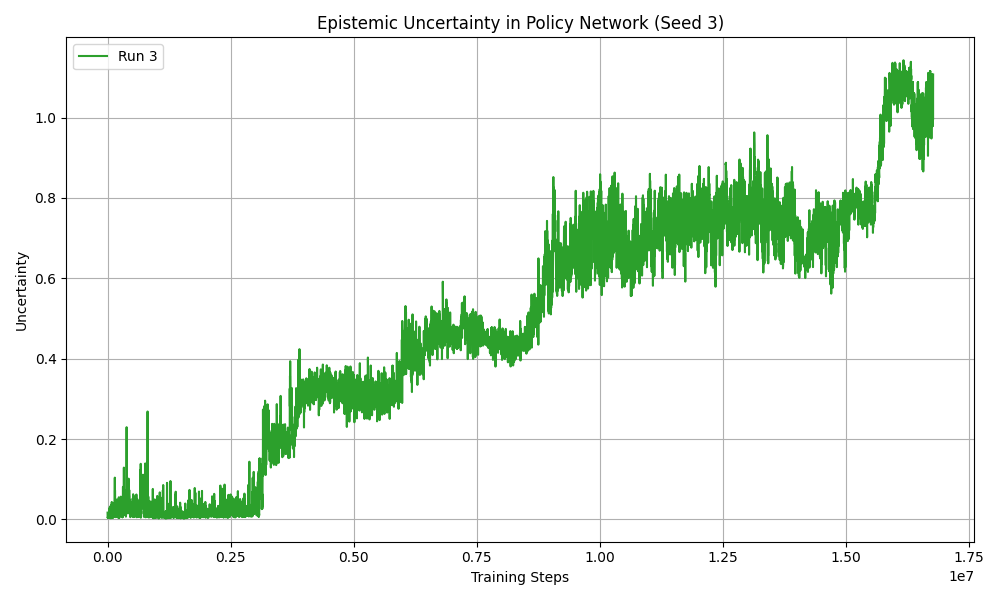 Epistemic Uncertainty in Policy Network (Seed 3)
Run 3
Uncertainty
1.0
0.8
0.6
0.4
0.2
0.0
0.00 0.25 0.50 0.75 1.00 1.25 1.50 1.75
1e7
Training Steps